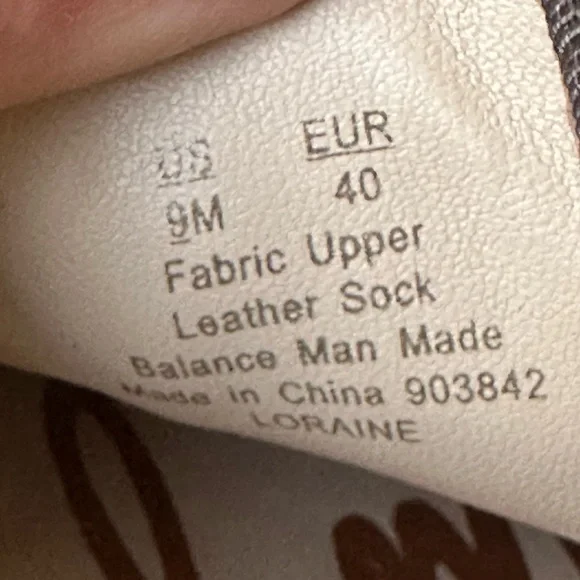 US EUR
9M 40
Fabric Upper
Leather Sock
Balance Man Made
Made in China 903842
LORAINE